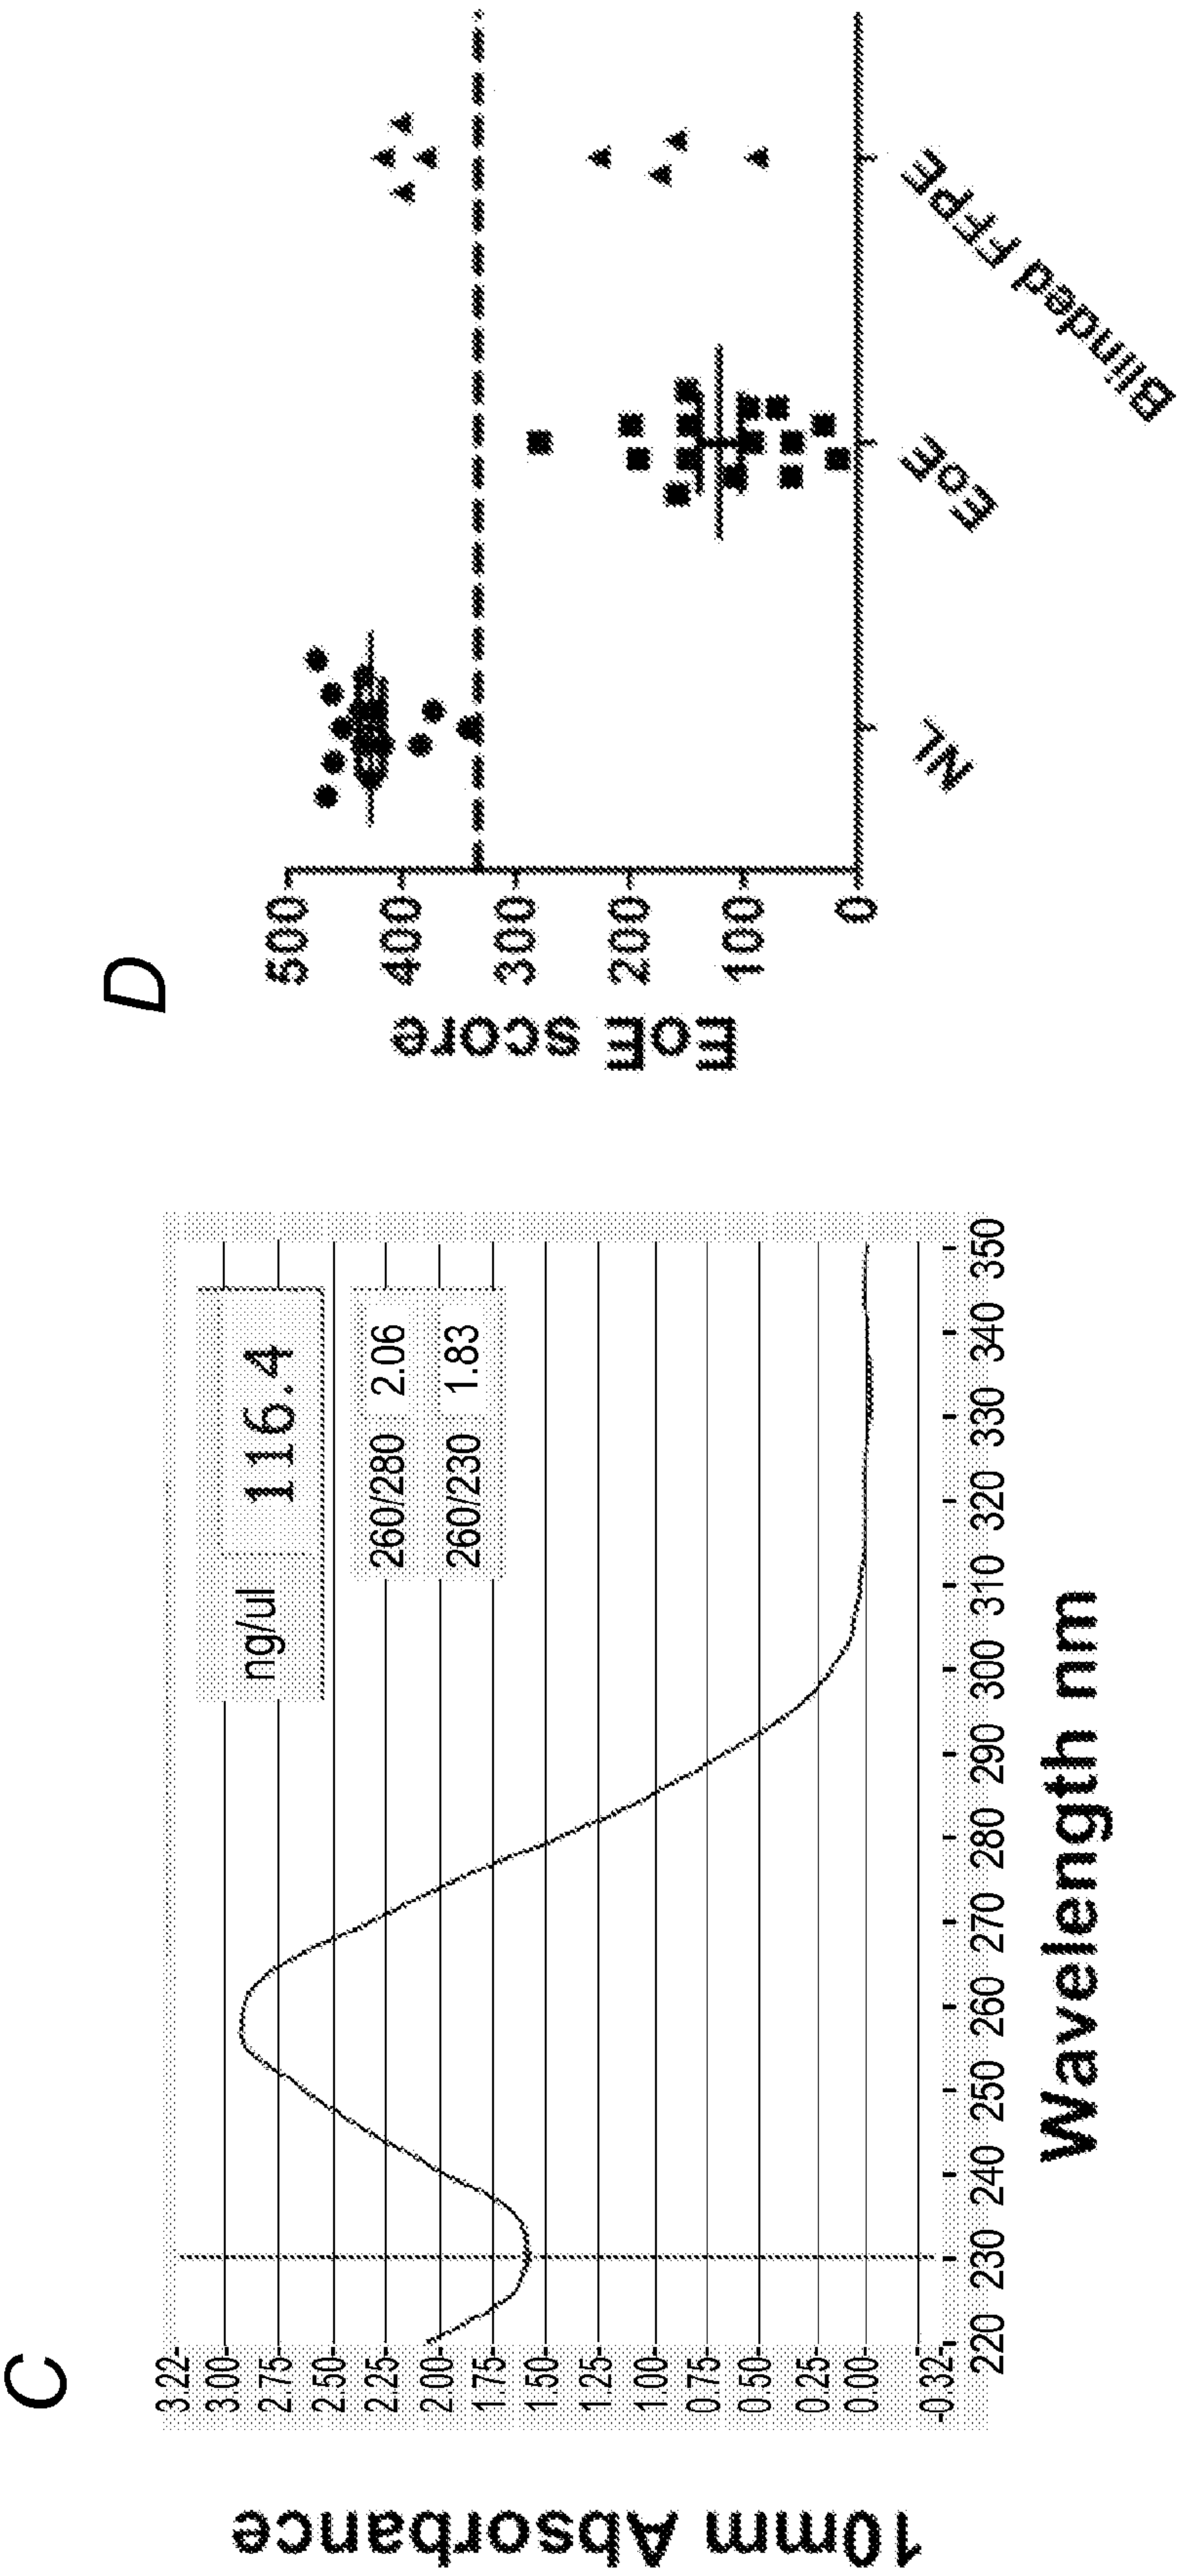 C
10mm Absorbance
3.22
3.00
2.75
2.50
2.25
2.00
1.75
1.50
1.25
1.00
0.75
0.50
0.25
0.00
-0.32
220 230 240 250 260 270 280 290 300 310 320 330 340 350
Wavelength nm
ng/ul 116.4
260/280 2.06
260/230 1.83
D
EoE score
500
400
300
200
100
0
NL
EoE
Blinded FFPE